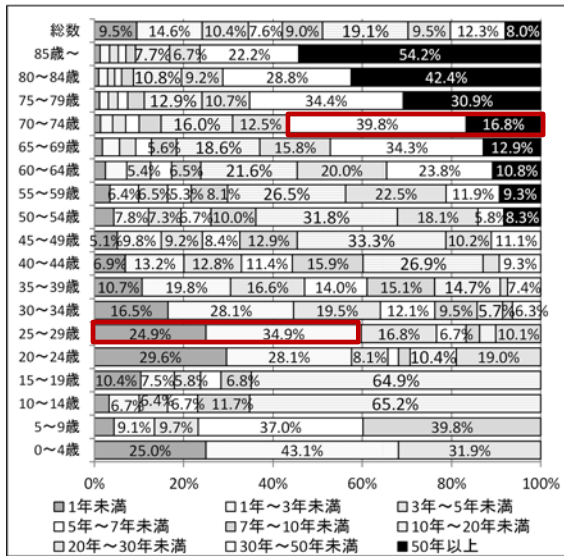 総数 9.5% 14.6% 10.4% 7.6% 9.0% 19.1% 9.5% 12.3% 8.0%
85歳～ 7.7% 6.7% 22.2% 54.2%
80～84歳 10.8% 9.2% 28.8% 42.4%
75～79歳 12.9% 10.7% 34.4% 30.9%
70～74歳 16.0% 12.5% 39.8% 16.8%
65～69歳 5.6% 18.6% 15.8% 34.3% 12.9%
60～64歳 5.4% 6.5% 21.6% 20.0% 23.8% 10.8%
55～59歳 6.4% 6.5% 5.3% 8.1% 26.5% 22.5% 11.9% 9.3%
50～54歳 7.8% 7.3% 5.7% 10.0% 31.8% 18.1% 5.8% 8.3%
45～49歳 5.1% 9.8% 9.2% 8.4% 12.9% 33.3% 10.2% 11.1%
40～44歳 6.9% 13.2% 12.8% 11.4% 15.9% 26.9% 9.3%
35～39歳 10.7% 19.8% 16.6% 14.0% 15.1% 14.7% 7.4%
30～34歳 16.5% 28.1% 19.5% 12.1% 9.5% 5.7% 6.3%
25～29歳 24.9% 34.9% 16.8% 6.7% 10.1%
20～24歳 29.6% 28.1% 8.1% 10.4% 19.0%
15～19歳 10.4% 7.5% 5.8% 6.8% 64.9%
10～14歳 6.7% 6.4% 6.7% 11.7% 65.2%
5～9歳 9.1% 9.7% 37.0% 39.8%
0～4歳 25.0% 43.1% 31.9%
0% 20% 40% 60% 80% 100%
1年未満 1年～3年未満 3年～5年未満
5年～7年未満 7年～10年未満 10年～20年未満
20年～30年未満 30年～50年未満 50年以上